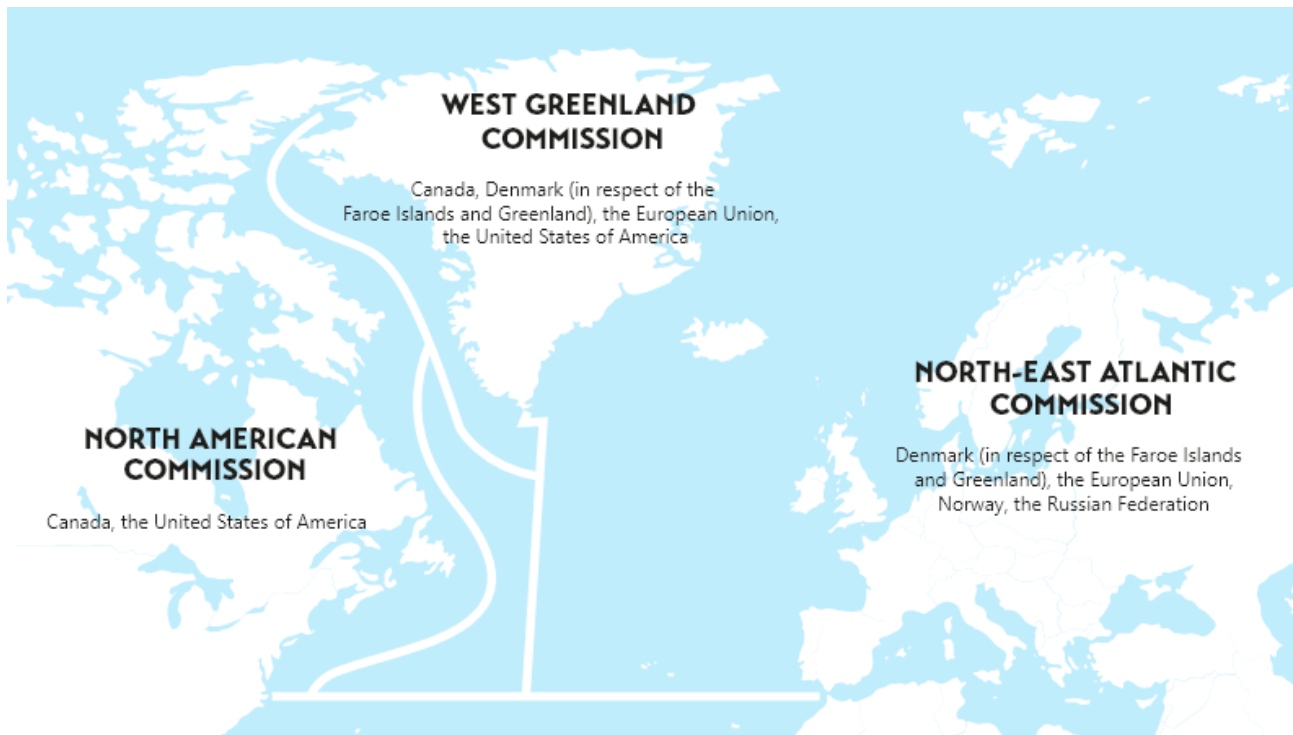 WEST GREENLAND
COMMISSION
Canada, Denmark (in respect of the
Faroe Islands and Greenland), the European Union,
the United States of America
NORTH-EAST ATLANTIC
COMMISSION
Denmark (in respect of the Faroe Islands
and Greenland), the European Union,
Norway, the Russian Federation
NORTH AMERICAN
COMMISSION
Canada, the United States of America